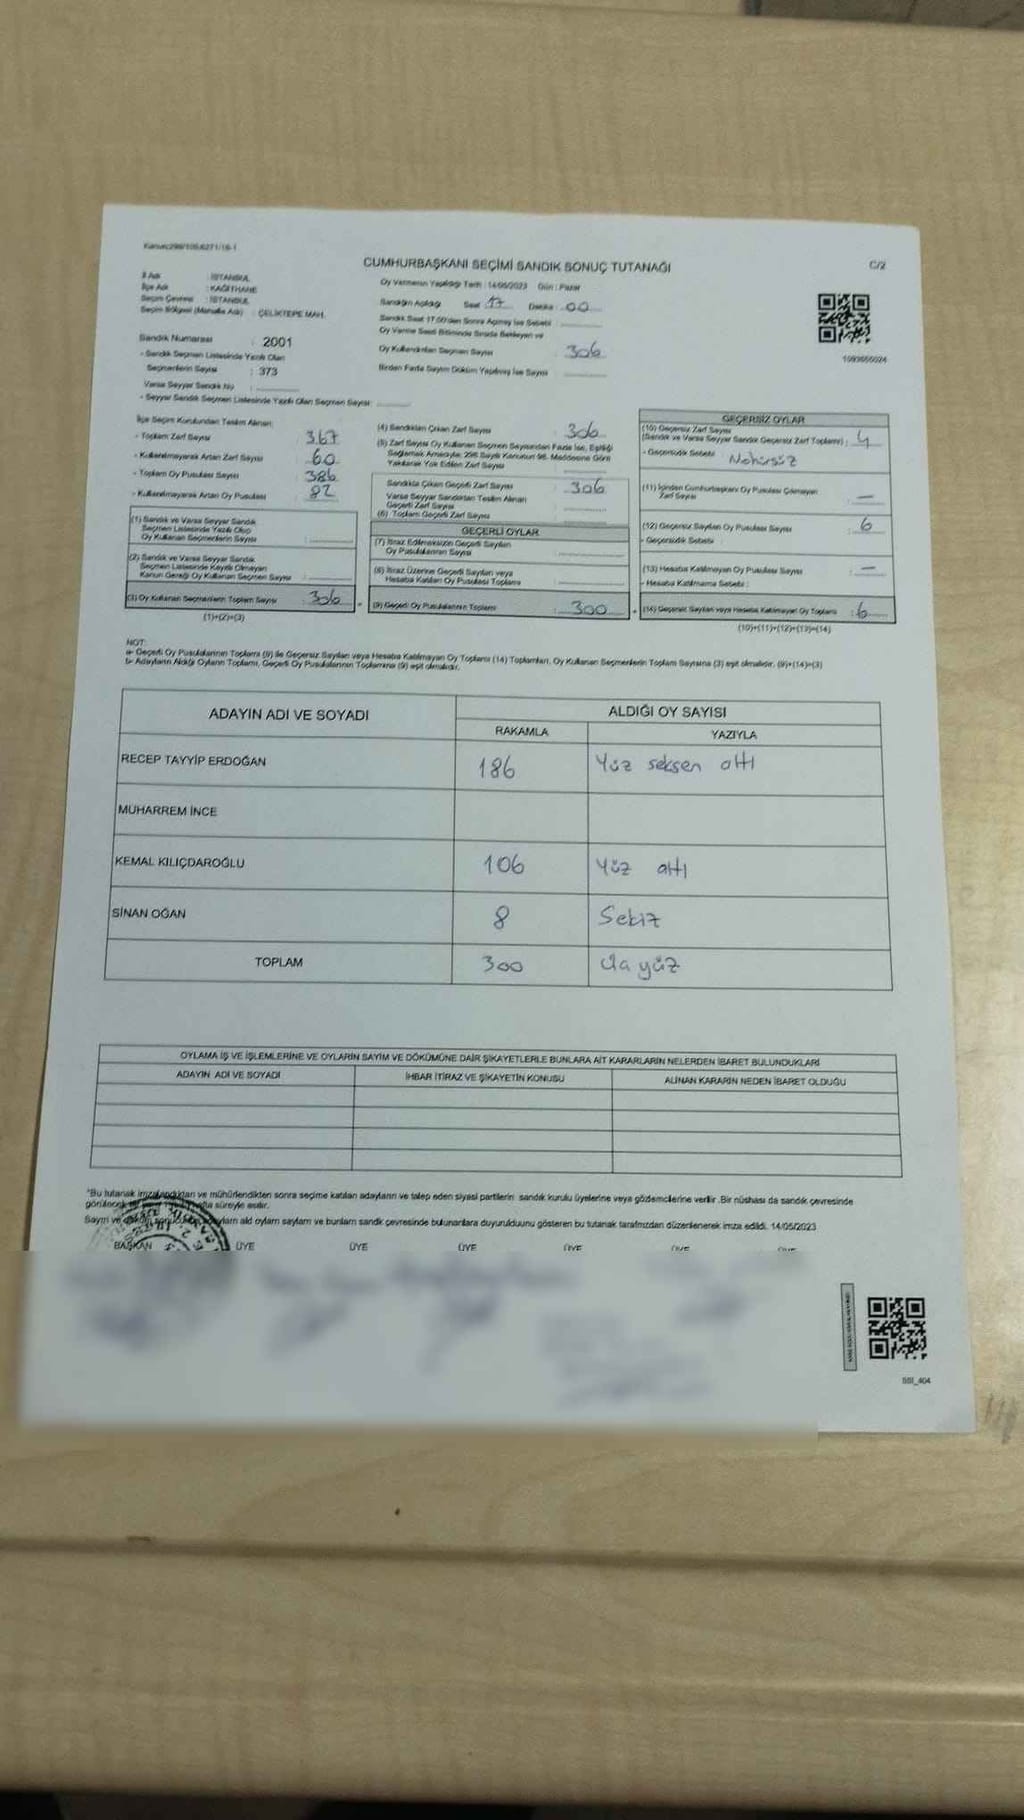 CUMHURBAŞKANI SEÇİMİ SANDIK SONUÇ TUTANAĞI
C/2
İl Adı : İSTANBUL
İlçe Adı : KAĞITHANE
Seçim Çevresi : İSTANBUL
Seçim Bölgesi (Mahalle Adı) : ÇELİKTEPE MAH.
Sandık Numarası : 2001
- Sandık Seçmen Listesinde Yazılı Olan
Seçmenlerin Sayısı : 373
Varsa Seyyar Sandık No :
- Seyyar Sandık Seçmen Listesinde Yazılı Olan Seçmen Sayısı:
Oy Vermenin Yapıldığı Tarih : 14/05/2023 Gün : Pazar
Sandığın Açıldığı Saat 17 Dakika : 00
Sandık Saat 17.00'den Sonra Açılmış İse Sebebi :
Oy Verme Saati Bitiminde Sırada Bekleyen ve
Oy Kullandırılan Seçmen Sayısı : 306
Birden Fazla Sayım Döküm Yapılmış İse Sayısı
1093655024
İlçe Seçim Kurulundan Teslim Alınan;
- Toplam Zarf Sayısı : 367
- Kullanılmayarak Artan Zarf Sayısı : 60
- Toplam Oy Pusulası Sayısı : 386
- Kullanılmayarak Artan Oy Pusulası : 82
(1) Sandık ve Varsa Seyyar Sandık
Seçmen Listesinde Yazılı Olup
Oy Kullanan Seçmenlerin Sayısı :
(2) Sandık ve Varsa Seyyar Sandık
Seçmen Listesinde Kayıtlı Olmayan
Kanun Gereği Oy Kullanan Seçmen Sayısı :
(3) Oy Kullanan Seçmenlerin Toplam Sayısı : 306
(1)+(2)=(3)
(4) Sandıktan Çıkan Zarf Sayısı : 306
(5) Zarf Sayısı Oy Kullanan Seçmen Sayısından Fazla İse, Eşitliği
Sağlamak Amacıyla; 298 Sayılı Kanunun 98. Maddesine Göre
Yakılarak Yok Edilen Zarf Sayısı
Sandıkta Çıkan Geçerli Zarf Sayısı : 306
Varsa Seyyar Sandıktan Teslim Alınan
Geçerli Zarf Sayısı
(6) Toplam Geçerli Zarf Sayısı
GEÇERLİ OYLAR
(7) İtiraz Edilmeksizin Geçerli Sayılan
Oy Pusulalarının Sayısı
(8) İtiraz Üzerine Geçerli Sayılan veya
Hesaba Katılan Oy Pusulası Toplamı
(9) Geçerli Oy Pusulalarının Toplamı : 300
GEÇERSİZ OYLAR
(10) Geçersiz Zarf Sayısı
(Sandık ve Varsa Seyyar Sandık Geçersiz Zarf Toplamı) : 4
- Geçersizlik Sebebi : Mühürsüz
(11) İçinden Cumhurbaşkanı Oy Pusulası Çıkmayan
Zarf Sayısı : —
(12) Geçersiz Sayılan Oy Pusulası Sayısı : 6
- Geçersizlik Sebebi :
(13) Hesaba Katılmayan Oy Pusulası Sayısı : —
- Hesaba Katılmama Sebebi :
(14) Geçersiz Sayılan veya Hesaba Katılmayan Oy Toplamı : 6
(10)+(11)+(12)+(13)=(14)
NOT:
a- Geçerli Oy Pusulalarının Toplamı (9) ile Geçersiz Sayılan veya Hesaba Katılmayan Oy Toplamı (14) Toplamları, Oy Kullanan Seçmenlerin Toplam Sayısına (3) eşit olmalıdır. (9)+(14)=(3)
b- Adayların Aldığı Oyların Toplamı, Geçerli Oy Pusulalarının Toplamına (9) eşit olmalıdır.
ADAYIN ADI VE SOYADI
ALDIĞI OY SAYISI
RAKAMLA YAZIYLA
RECEP TAYYİP ERDOĞAN 186 Yüz seksen altı
MUHARREM İNCE
KEMAL KILIÇDAROĞLU 106 Yüz altı
SİNAN OĞAN 8 Sekiz
TOPLAM 300 üç yüz
OYLAMA İŞ VE İŞLEMLERİNE VE OYLARIN SAYIM VE DÖKÜMÜNE DAİR ŞİKAYETLERLE BUNLARA AİT KARARLARIN NELERDEN İBARET BULUNDUKLARI
ADAYIN ADI VE SOYADI İHBAR İTİRAZ VE ŞİKAYETİN KONUSU ALINAN KARARIN NEDEN İBARET OLDUĞU
*Bu tutanak imzalandıktan ve mühürlendikten sonra seçime katılan adayların ve talep eden siyasi partilerin sandık kurulu üyelerine veya gözlemcilerine verilir. Bir nüshası da sandık çevresinde
süreyle asılır.
Sayım ve ald oyların sayılarını ve bunların sandık çevresinde bulunanlara duyurulduunu gösteren bu tutanak tarafımızdan düzenlenerek imza edildi. 14/05/2023
BAŞKAN ÜYE ÜYE ÜYE ÜYE ÜYE ÜYE
SSI_404